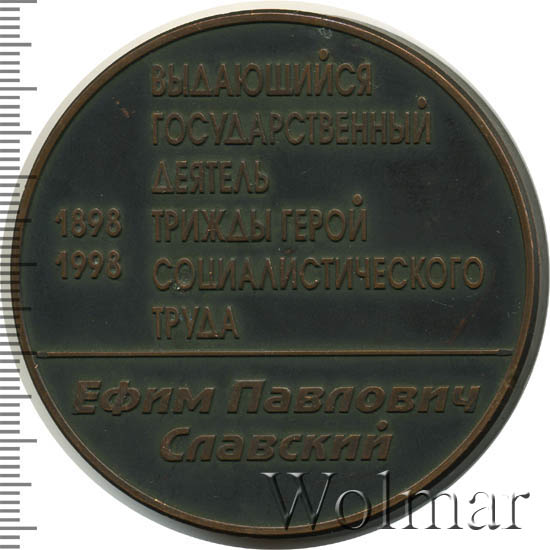 ВЫДАЮЩИЙСЯ
ГОСУДАРСТВЕННЫЙ
ДЕЯТЕЛЬ
1898 ТРИЖДЫ ГЕРОЙ
1998 СОЦИАЛИСТИЧЕСКОГО
ТРУДА
Ефим Павлович
Славский
Wolmar